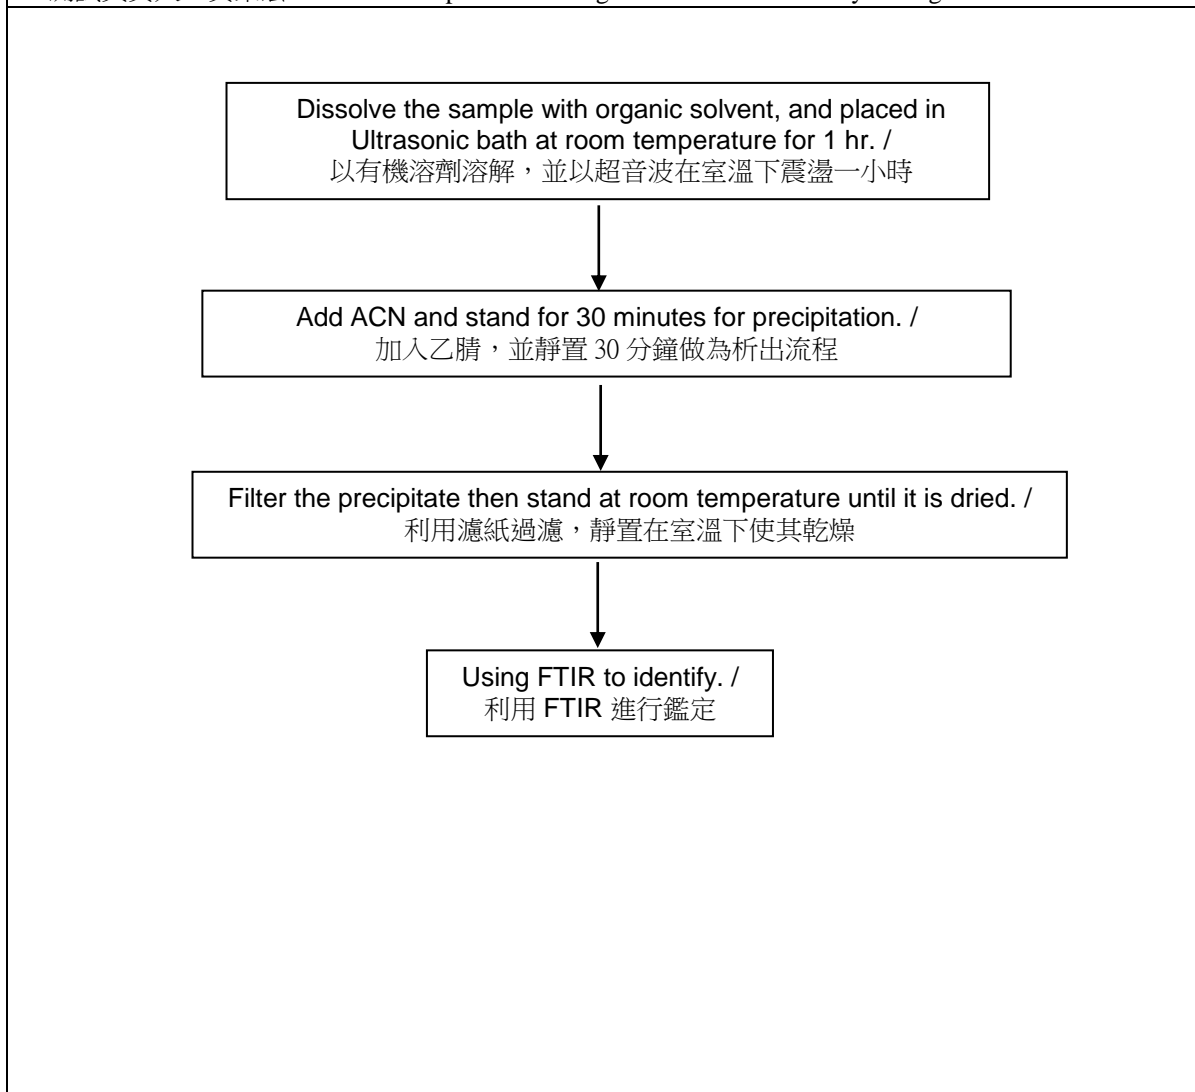 Dissolve the sample with organic solvent, and placed in
Ultrasonic bath at room temperature for 1 hr. /
以有機溶劑溶解，並以超音波在室溫下震盪一小時
Add ACN and stand for 30 minutes for precipitation. /
加入乙腈，並靜置 30 分鐘做為析出流程
Filter the precipitate then stand at room temperature until it is dried. /
利用濾紙過濾，靜置在室溫下使其乾燥
Using FTIR to identify. /
利用 FTIR 進行鑑定